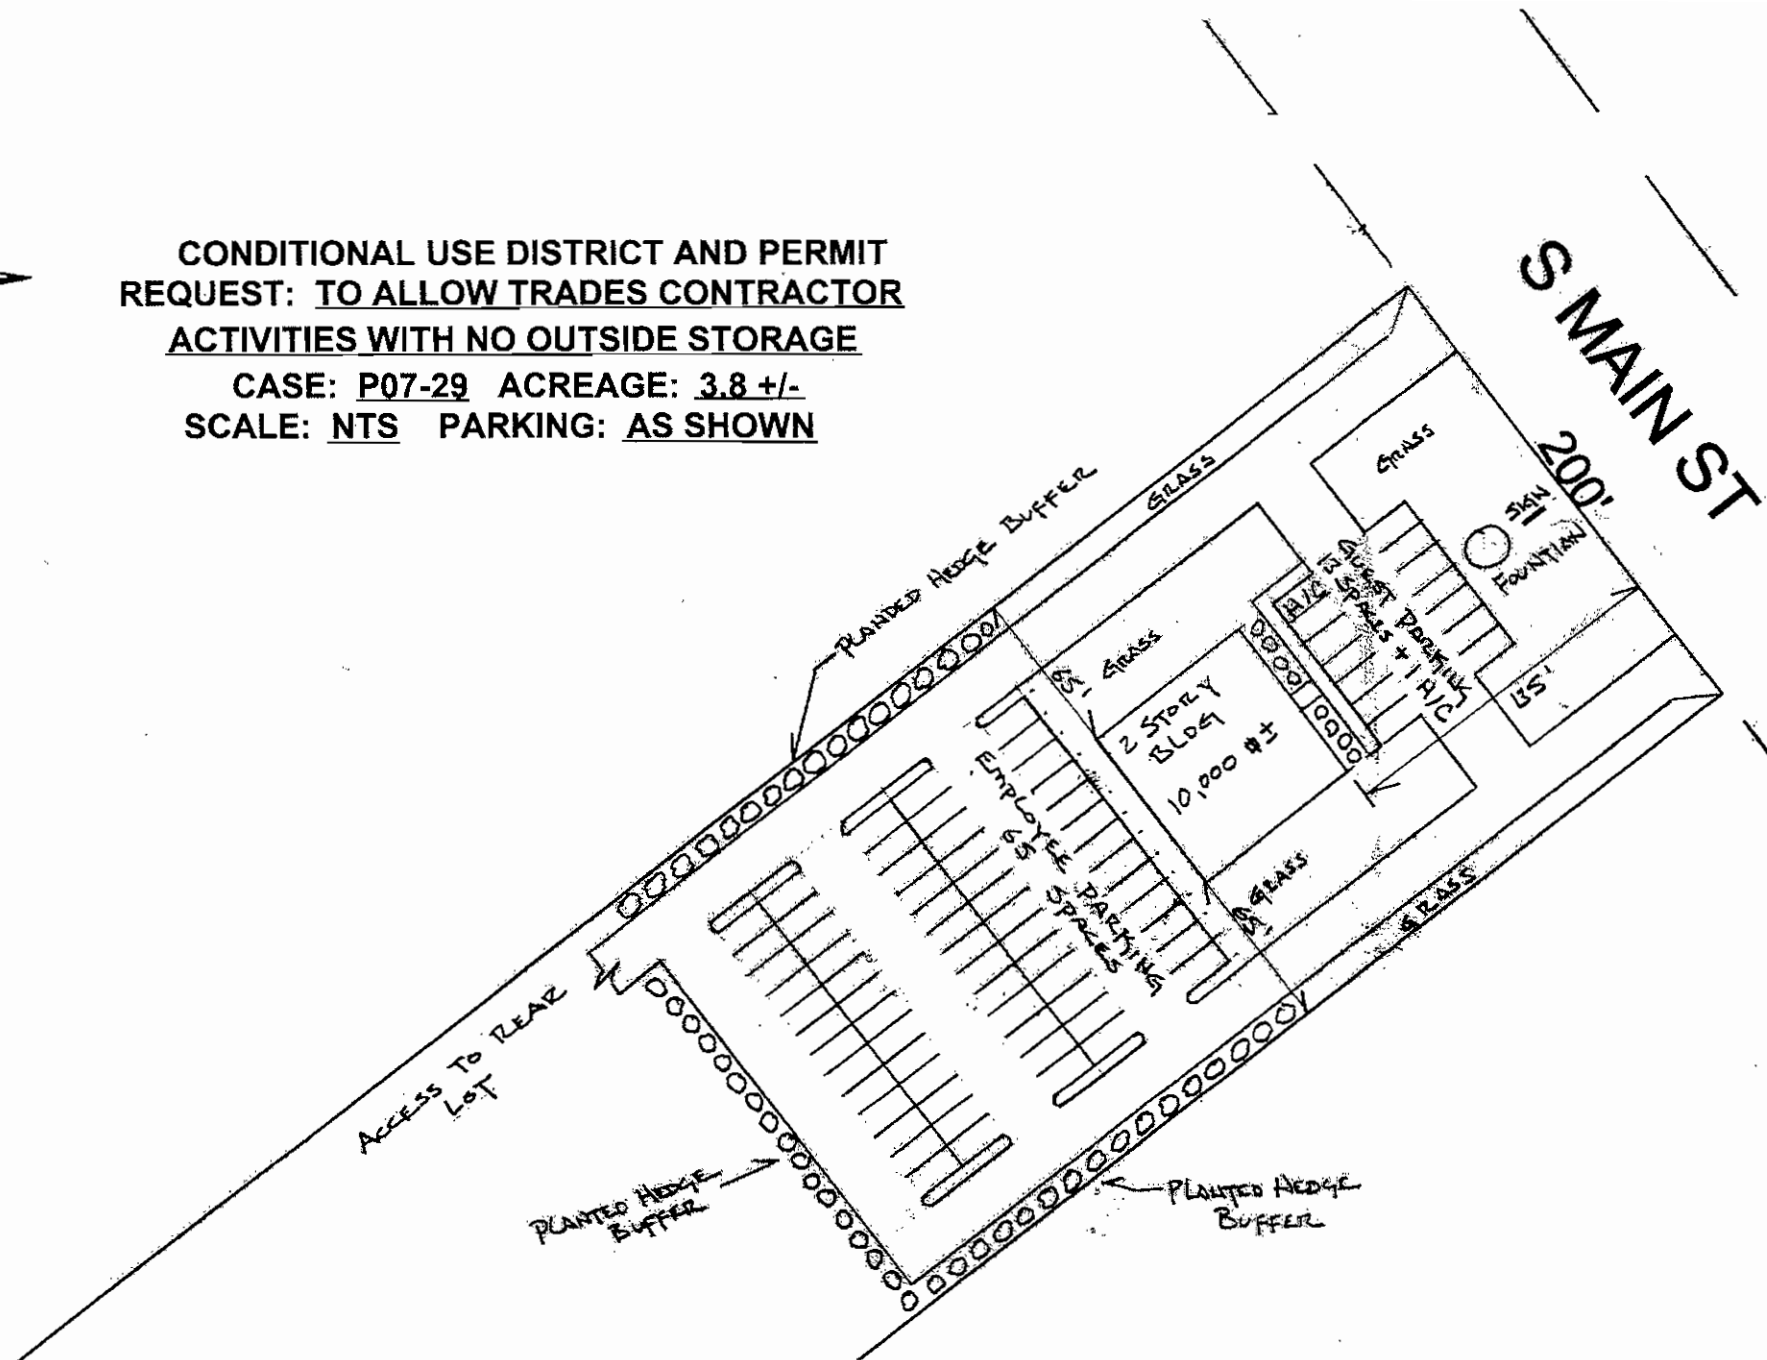 CONDITIONAL USE DISTRICT AND PERMIT
REQUEST: TO ALLOW TRADES CONTRACTOR
ACTIVITIES WITH NO OUTSIDE STORAGE
CASE: P07-29 ACREAGE: 3.8 +/-
SCALE: NTS PARKING: AS SHOWN
S MAIN ST
200'
GRASS
SIGN
FOUNTIAN
GUEST PARKING
13 SPACES + 1 H/C
H/C
135'
GRASS
PLANDED HEDGE BUFFER
65'
GRASS
2 STORY
BLDG
10,000 #±
EMPLOYEE PARKING
65 SPACES
GRASS
65'
GRASS
ACCESS TO REAR
LOT
PLANTED HEDGE
BUFFER
PLANTED HEDGE
BUFFER